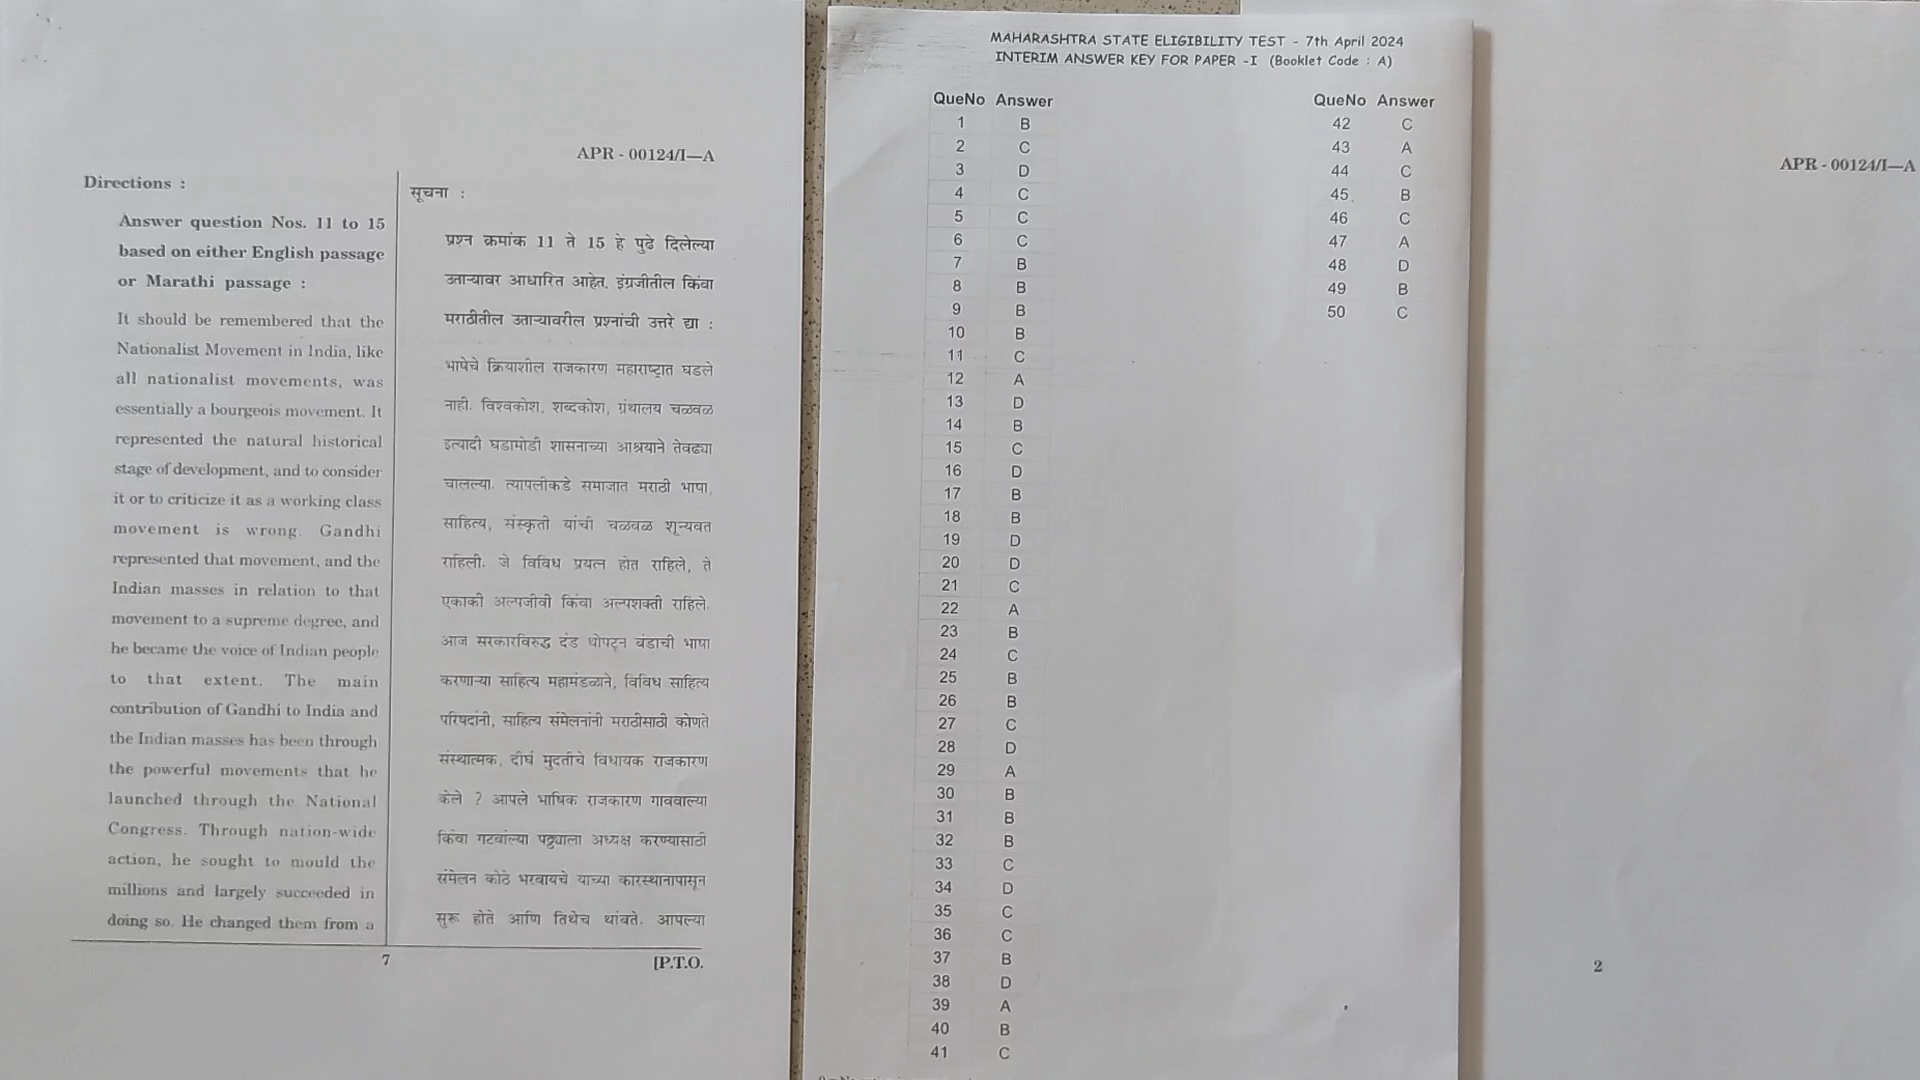 APR - 00124/I—A
Directions :
Answer question Nos. 11 to 15
based on either English passage
or Marathi passage :
It should be remembered that the
Nationalist Movement in India, like
all nationalist movements, was
essentially a bourgeois movement. It
represented the natural historical
stage of development, and to consider
it or to criticize it as a working class
movement is wrong. Gandhi
represented that movement, and the
Indian masses in relation to that
movement to a supreme degree, and
he became the voice of Indian people
to that extent. The main
contribution of Gandhi to India and
the Indian masses has been through
the powerful movements that he
launched through the National
Congress. Through nation-wide
action, he sought to mould the
millions and largely succeeded in
doing so. He changed them from a
सूचना :
प्रश्न क्रमांक 11 ते 15 हे पुढे दिलेल्या
उताऱ्यावर आधारित आहेत. इंग्रजीतील किंवा
मराठीतील उताऱ्यावरील प्रश्नांची उत्तरे द्या :
भाषेचे क्रियाशील राजकारण महाराष्ट्रात घडले
नाही. विश्वकोश, शब्दकोश, ग्रंथालय चळवळ
इत्यादी घडामोडी शासनाच्या आश्रयाने तेवढ्या
चालल्या. त्यापलीकडे समाजात मराठी भाषा,
साहित्य, संस्कृती यांची चळवळ शून्यवत
राहिली. जे विविध प्रयत्न होत राहिले, ते
एकाकी अल्पजीवी किंवा अल्पशक्ती राहिले.
आज सरकारविरुद्ध दंड थोपटून बंडाची भाषा
करणाऱ्या साहित्य महामंडळाने, विविध साहित्य
परिषदांनी, साहित्य संमेलनांनी मराठीसाठी कोणते
संस्थात्मक, दीर्घ मुदतीचे विधायक राजकारण
केले ? आपले भाषिक राजकारण गाववाल्या
किंवा गटवाल्या पठ्ठ्याला अध्यक्ष करण्यासाठी
संमेलन कोठे भरवायचे याच्या कारस्थानापासून
सुरू होते आणि तिथेच थांबते. आपल्या
7
[P.T.O.
MAHARASHTRA STATE ELIGIBILITY TEST - 7th April 2024
INTERIM ANSWER KEY FOR PAPER -I (Booklet Code : A)
QueNo Answer
1 B
2 C
3 D
4 C
5 C
6 C
7 B
8 B
9 B
10 B
11 C
12 A
13 D
14 B
15 C
16 D
17 B
18 B
19 D
20 D
21 C
22 A
23 B
24 C
25 B
26 B
27 C
28 D
29 A
30 B
31 B
32 B
33 C
34 D
35 C
36 C
37 B
38 D
39 A
40 B
41 C
QueNo Answer
42 C
43 A
44 C
45 B
46 C
47 A
48 D
49 B
50 C
APR - 00124/I—A
2